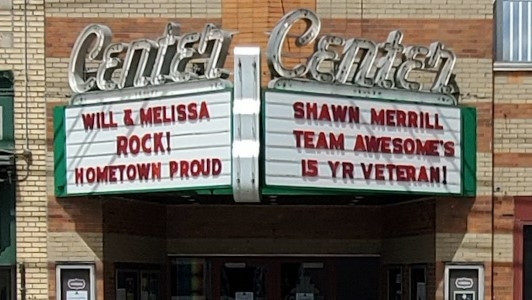 Center
WILL & MELISSA
ROCK!
HOMETOWN PROUD
Center
SHAWN MERRILL
TEAM AWESOME'S
15 YR VETERAN!